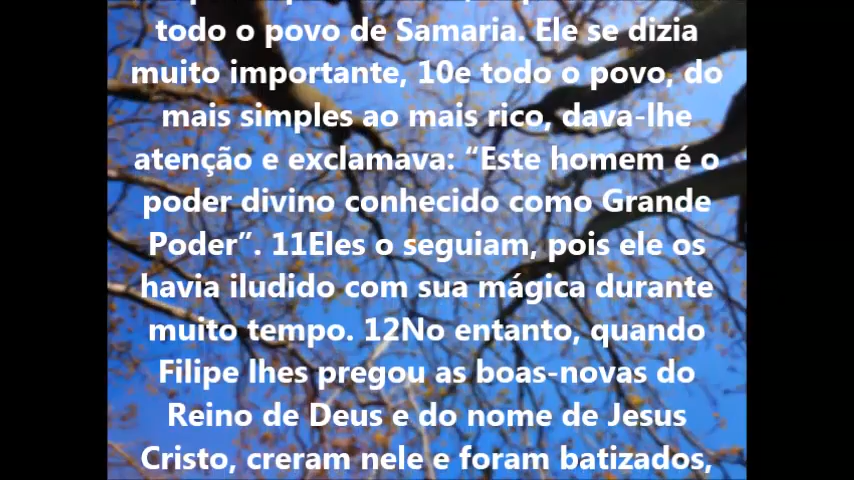 todo o povo de Samaria. Ele se dizia
muito importante, 10e todo o povo, do
mais simples ao mais rico, dava-lhe
atenção e exclamava: “Este homem é o
poder divino conhecido como Grande
Poder”. 11Eles o seguiam, pois ele os
havia iludido com sua mágica durante
muito tempo. 12No entanto, quando
Filipe lhes pregou as boas-novas do
Reino de Deus e do nome de Jesus
Cristo, creram nele e foram batizados,